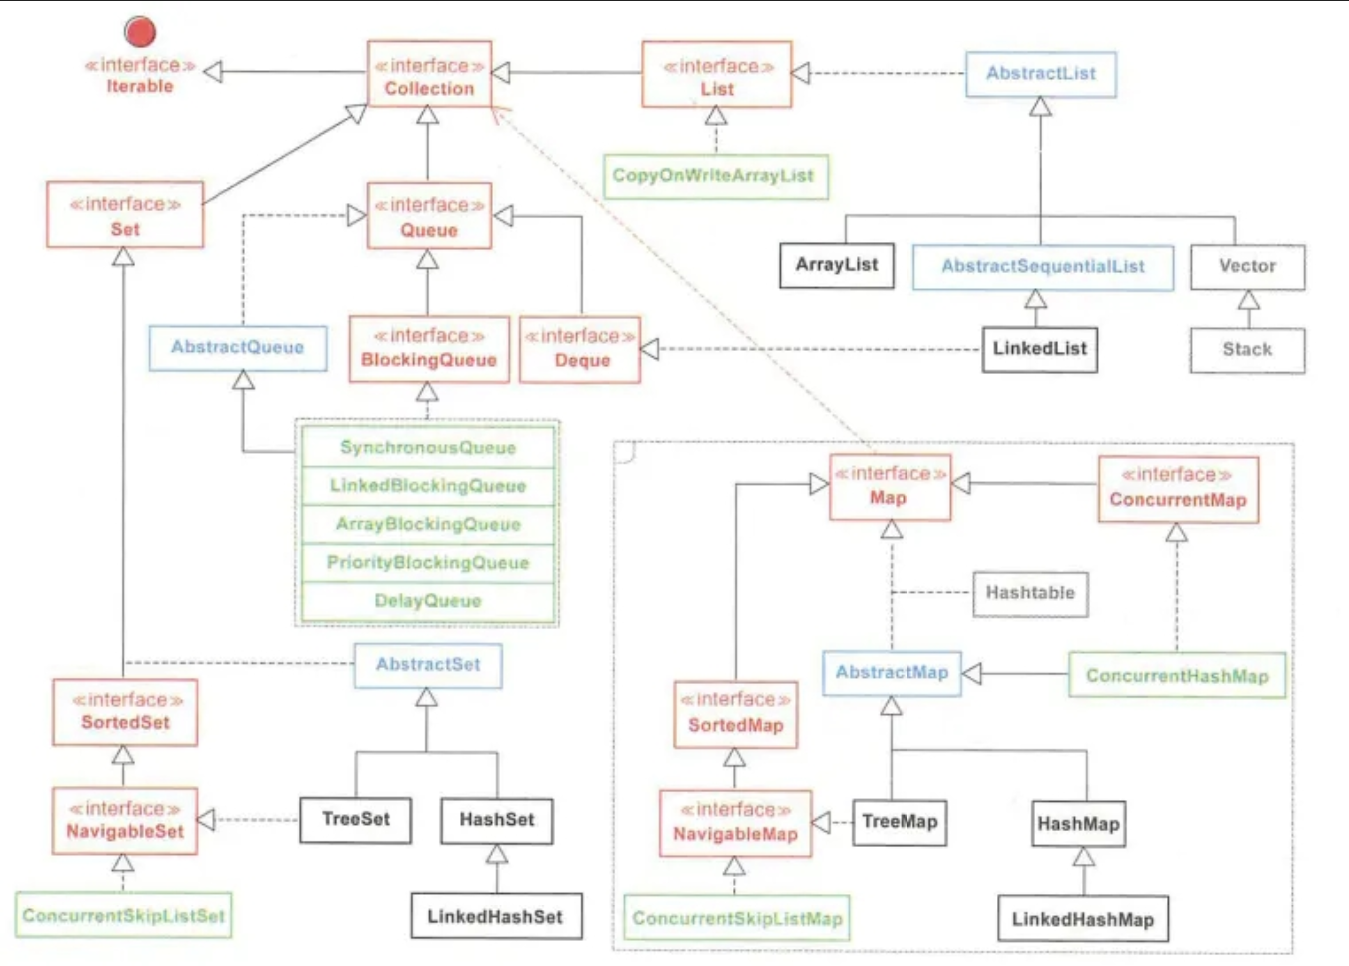 «interface»
Iterable
«interface»
Collection
«interface»
List
AbstractList
CopyOnWriteArrayList
«interface»
Set
«interface»
Queue
ArrayList
AbstractSequentialList
Vector
AbstractQueue
«interface»
BlockingQueue
«interface»
Deque
LinkedList
Stack
SynchronousQueue
LinkedBlockingQueue
ArrayBlockingQueue
PriorityBlockingQueue
DelayQueue
«interface»
Map
«interface»
ConcurrentMap
Hashtable
AbstractSet
AbstractMap
ConcurrentHashMap
«interface»
SortedSet
«interface»
SortedMap
«interface»
NavigableSet
TreeSet
HashSet
«interface»
NavigableMap
TreeMap
HashMap
ConcurrentSkipListSet
LinkedHashSet
ConcurrentSkipListMap
LinkedHashMap